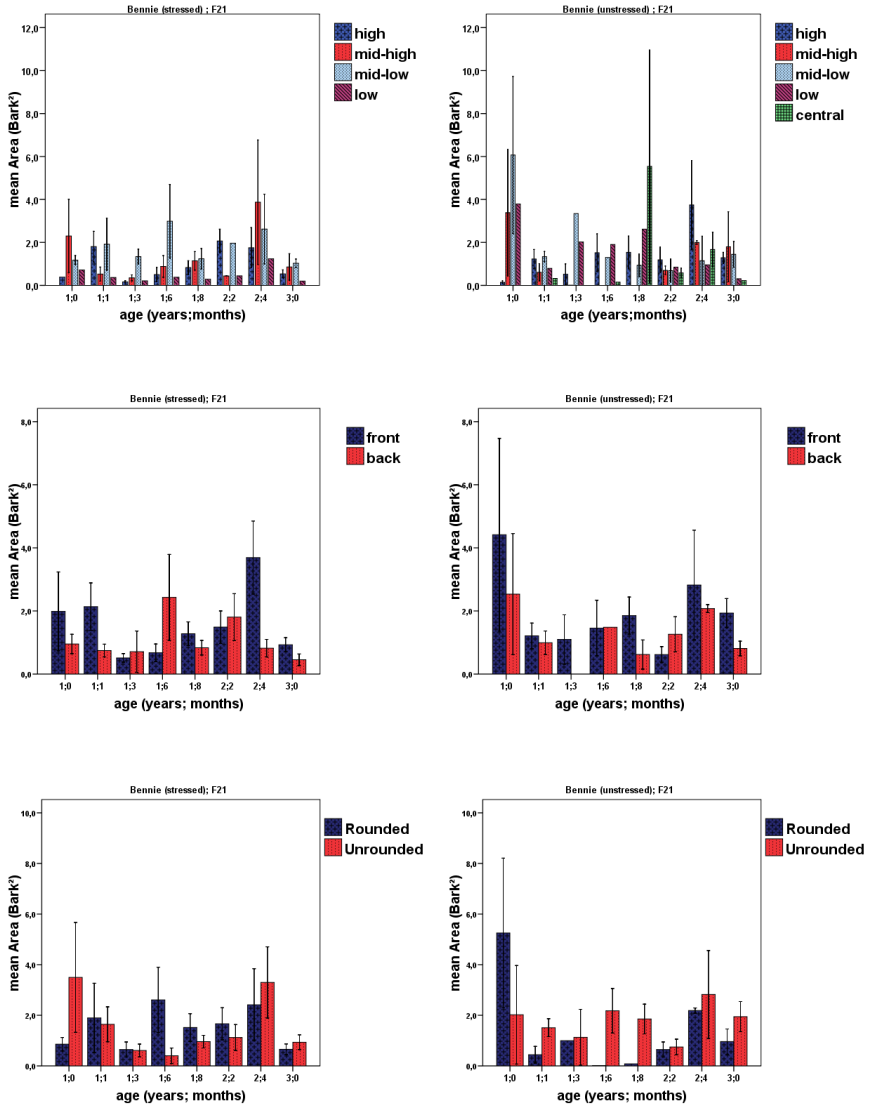 Bennie (stressed) ; F21
12,0
10,0
8,0
6,0
4,0
2,0
0,0
mean Area (Bark²)
1;0 1;1 1;3 1;6 1;8 2;2 2;4 3;0
age (years;months)
high
mid-high
mid-low
low
Bennie (unstressed) ; F21
12,0
10,0
8,0
6,0
4,0
2,0
0,0
mean Area (Bark²)
1;0 1;1 1;3 1;6 1;8 2;2 2;4 3;0
age (years;months)
high
mid-high
mid-low
low
central
Bennie (stressed); F21
8,0
6,0
4,0
2,0
0,0
mean Area (Bark²)
1;0 1;1 1;3 1;6 1;8 2;2 2;4 3;0
age (years; months)
front
back
Bennie (unstressed); F21
8,0
6,0
4,0
2,0
0,0
mean Area (Bark²)
1;0 1;1 1;3 1;6 1;8 2;2 2;4 3;0
age (years; months)
front
back
Bennie (stressed); F21
10,0
8,0
6,0
4,0
2,0
0,0
mean Area (Bark²)
1;0 1;1 1;3 1;6 1;8 2;2 2;4 3;0
age (years; months)
Rounded
Unrounded
Bennie (unstressed); F21
10,0
8,0
6,0
4,0
2,0
0,0
mean Area (Bark²)
1;0 1;1 1;3 1;6 1;8 2;2 2;4 3;0
age (years; months)
Rounded
Unrounded